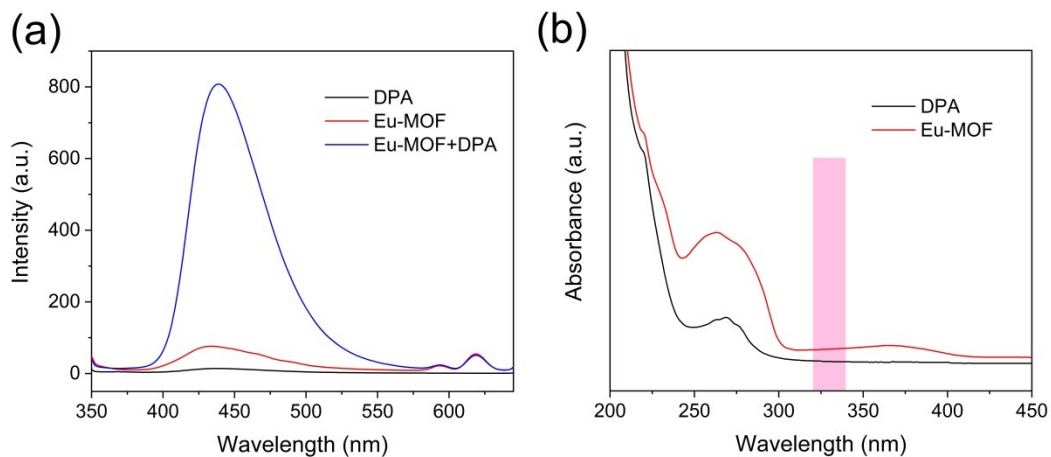 (a)
800
600
400
200
0
350 400 450 500 550 600
Intensity (a.u.)
Wavelength (nm)
DPA
Eu-MOF
Eu-MOF+DPA
(b)
Absorbance (a.u.)
200 250 300 350 400 450
Wavelength (nm)
DPA
Eu-MOF